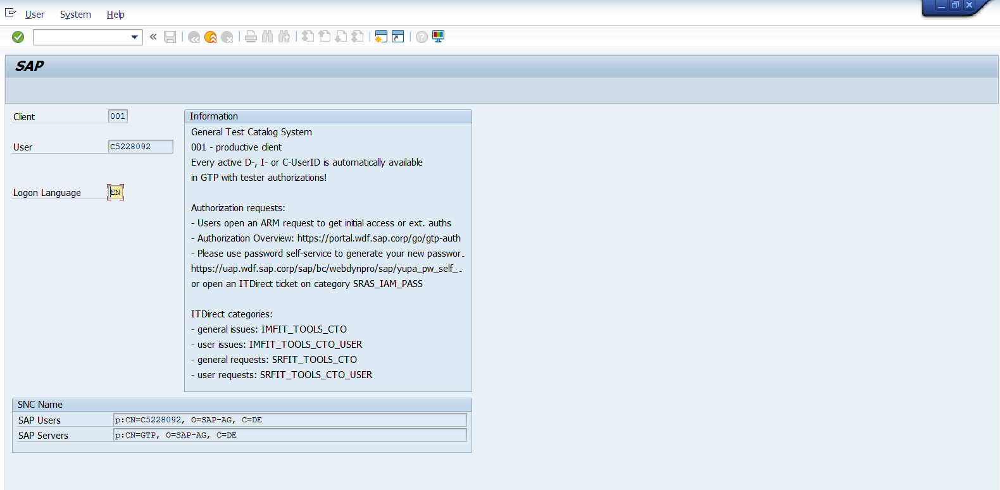 User System Help
SAP
Client 001
User C5228092
Logon Language EN
Information
General Test Catalog System
001 - productive client
Every active D-, I- or C-UserID is automatically available
in GTP with tester authorizations!
Authorization requests:
- Users open an ARM request to get initial access or ext. auths
- Authorization Overview: https://portal.wdf.sap.corp/go/gtp-auth
- Please use password self-service to generate your new passwor...
https://uap.wdf.sap.corp/sap/bc/webdynpro/sap/yupa_pw_self_...
or open an ITDirect ticket on category SRAS_IAM_PASS
ITDirect categories:
- general issues: IMFIT_TOOLS_CTO
- user issues: IMFIT_TOOLS_CTO_USER
- general requests: SRFIT_TOOLS_CTO
- user requests: SRFIT_TOOLS_CTO_USER
SNC Name
SAP Users p:CN=C5228092, O=SAP-AG, C=DE
SAP Servers p:CN=GTP, O=SAP-AG, C=DE